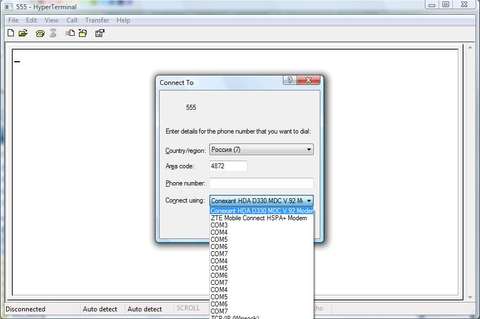 555 - HyperTerminal
File Edit View Call Transfer Help
Connect To
555
Enter details for the phone number that you want to dial:
Country/region: Россия (7)
Area code: 4872
Phone number:
Connect using: Conexant HDA D330 MDC V.92 Mo
Conexant HDA D330 MDC V.92 Modem
ZTE Mobile Connect HSPA+ Modem
COM3
COM4
COM5
COM6
COM7
COM4
COM5
COM6
COM7
COM4
COM5
COM6
COM7
TCP/IP (Winsock)
Disconnected Auto detect Auto detect SCROLL